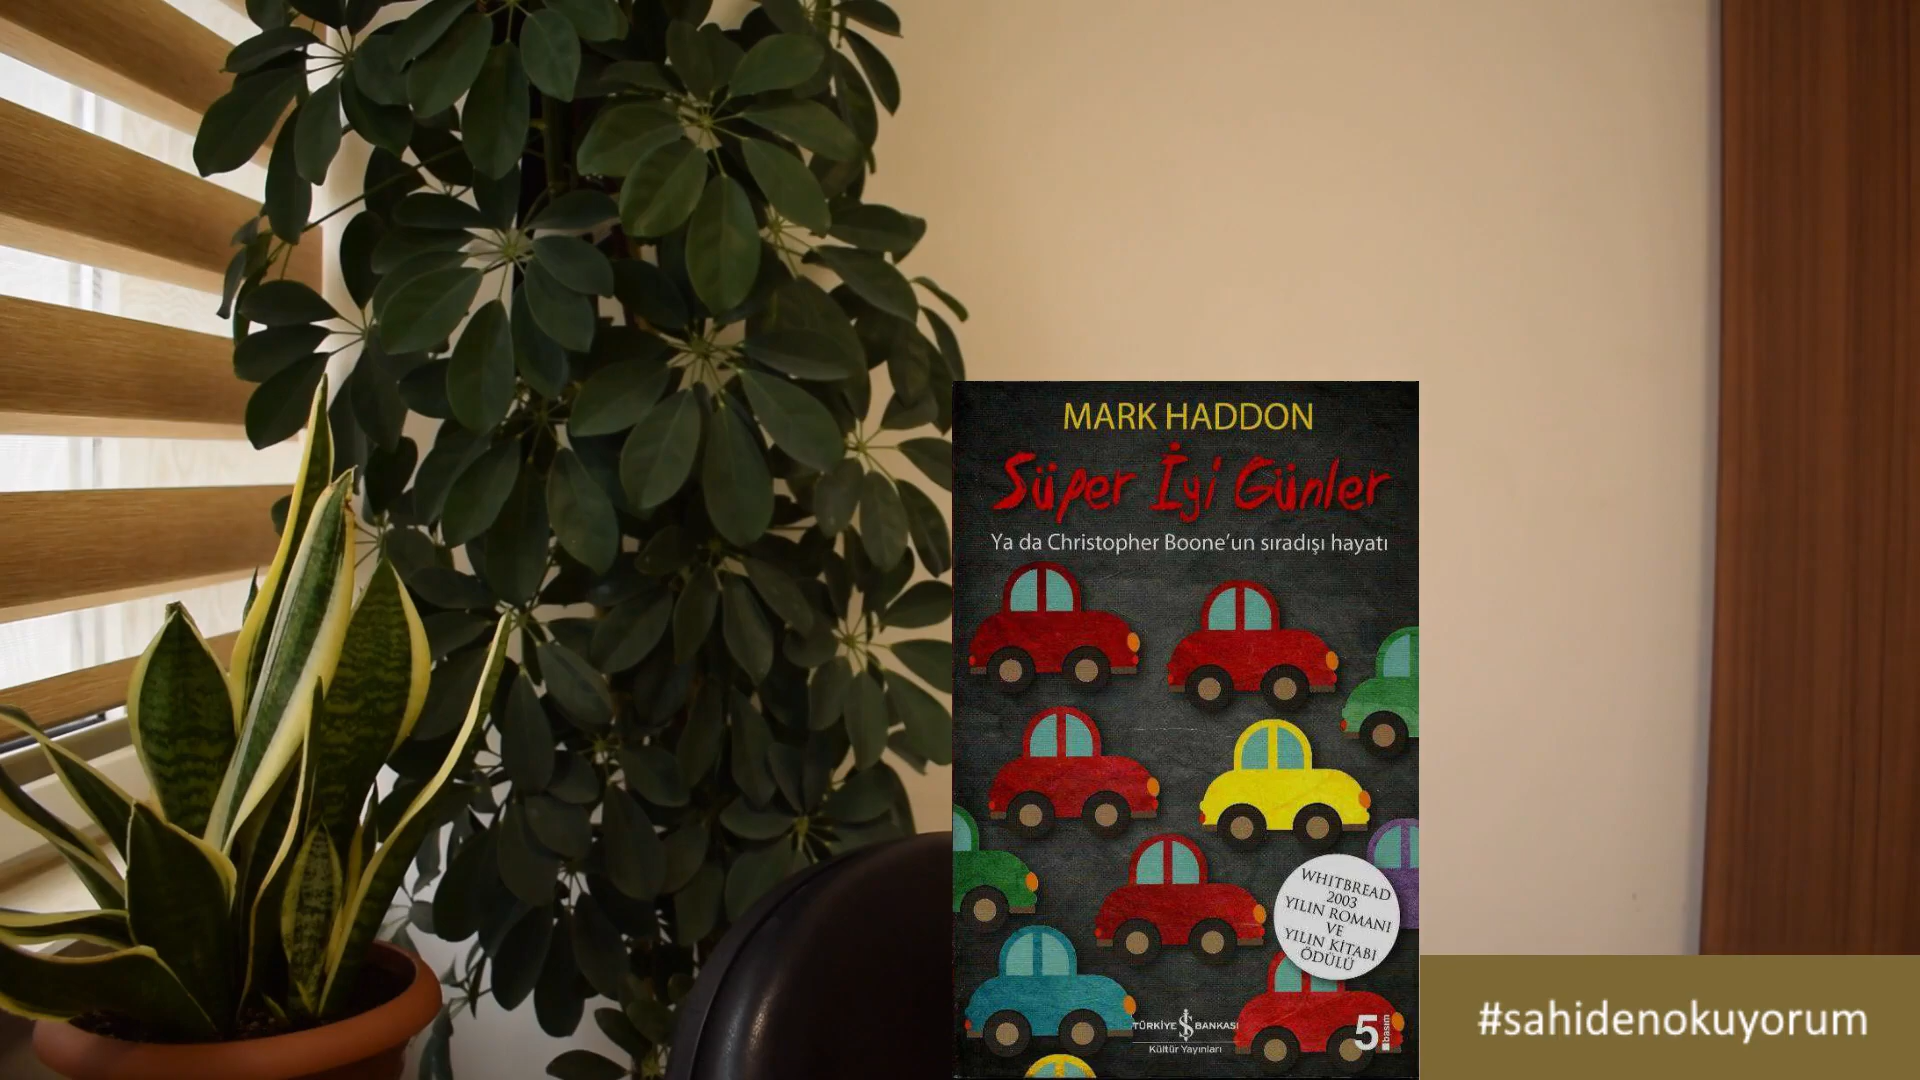 MARK HADDON
Süper İyi Günler
Ya da Christopher Boone'un sıradışı hayatı
WHITBREAD
2003
YILIN ROMANI
VE
YILIN KİTABI
ÖDÜLÜ
TÜRKİYE İŞ BANKASI
Kültür Yayınları
5.
basım
#sahidenokuyorum